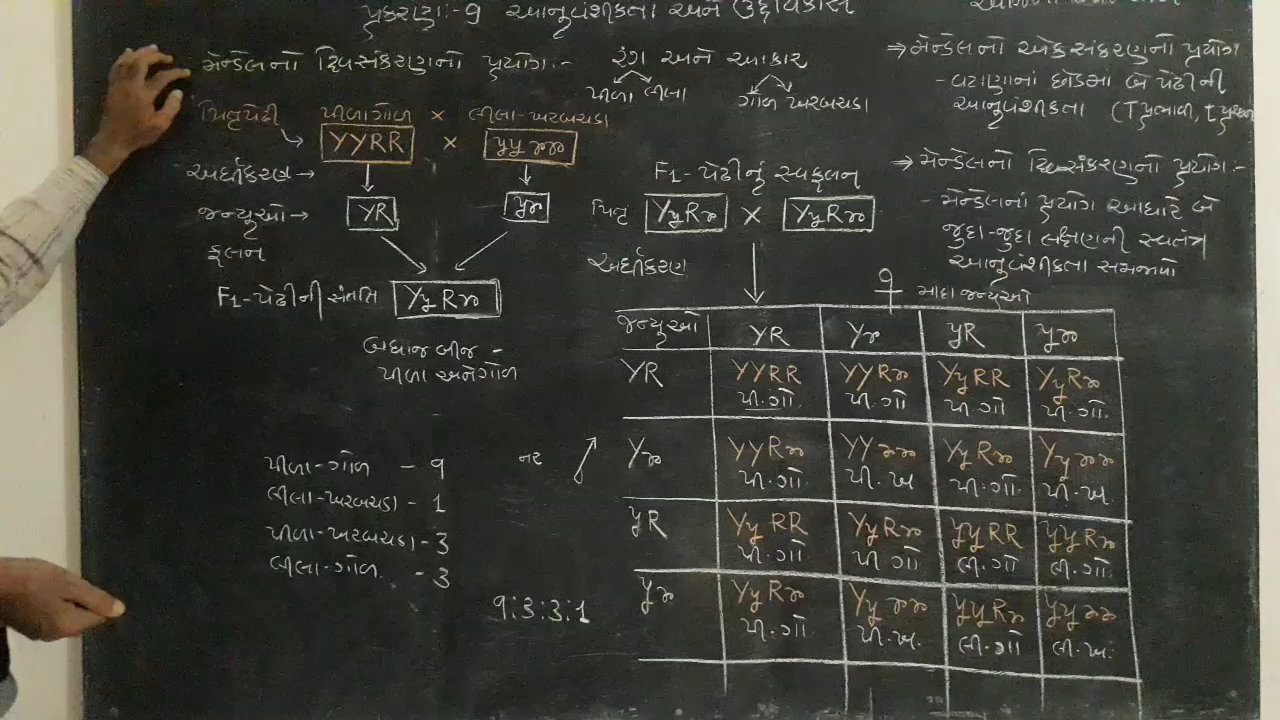 પ્રકરણ:- 9 આનુવંશીકતા અને ઉદ્વિકાસ
મેન્ડેલનો દ્વિસંકરણનો પ્રયોગ:-
રંગ અને આકાર
પીળા લીલા
ગોળ ખરબચડા
પિતૃપેઢી પીળાગોળ × લીલા-ખરબચડા
YYRR × yyrr
અર્ધીકરણ →
જન્યુઓ → YR yr
ફલન
F1-પેઢીની સંતતિ YyRr
બધાજ બીજ -
પીળા અનેગોળ
પીળા-ગોળ - 9
લીલા-ખરબચડા - 1
પીળા-ખરબચડા - 3
લીલા-ગોળ - 3
9:3:3:1
F1-પેઢીનું સ્વફલન
પિતૃ YyRr × YyRr
અર્ધીકરણ
♀ માદા જન્યુઓ
નર
જન્યુઓ YR Yr yR yr
YR YYRR YYRr YyRR YyRr
પી.ગો પી.ગો પી.ગો પી.ગો
Yr YYRr YYrr YyRr Yyrr
પી.ગો પી.ખ પી.ગો પી.ખ
yR YyRR YyRr yyRR yyRr
પી.ગો પી.ગો લી.ગો લી.ગો
yr YyRr Yyrr yyRr yyrr
પી.ગો પી.ખ. લી.ગો લી.ખ.
⇒ મેન્ડેલનો એકસંકરણનો પ્રયોગ
- વટાણાનાં છોડમાં બે પેઢીની
આનુવંશીકતા (T પ્રભાવી,
⇒ મેન્ડેલનો દ્વિસંકરણનો પ્રયોગ:-
- મેન્ડેલનાં પ્રયોગ આધારે બે
જુદા-જુદા લક્ષણની સ્વતંત્ર
આનુવંશીકતા સમજાવો